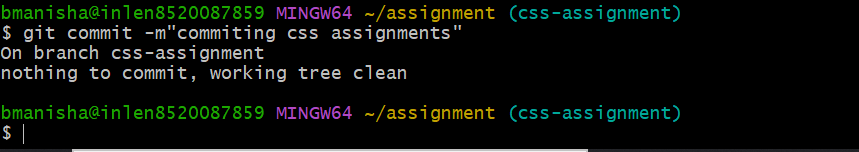 bmanisha@inlen8520087859 MINGW64 ~/assignment (css-assignment)
$ git commit -m"commiting css assignments"
On branch css-assignment
nothing to commit, working tree clean
bmanisha@inlen8520087859 MINGW64 ~/assignment (css-assignment)
$